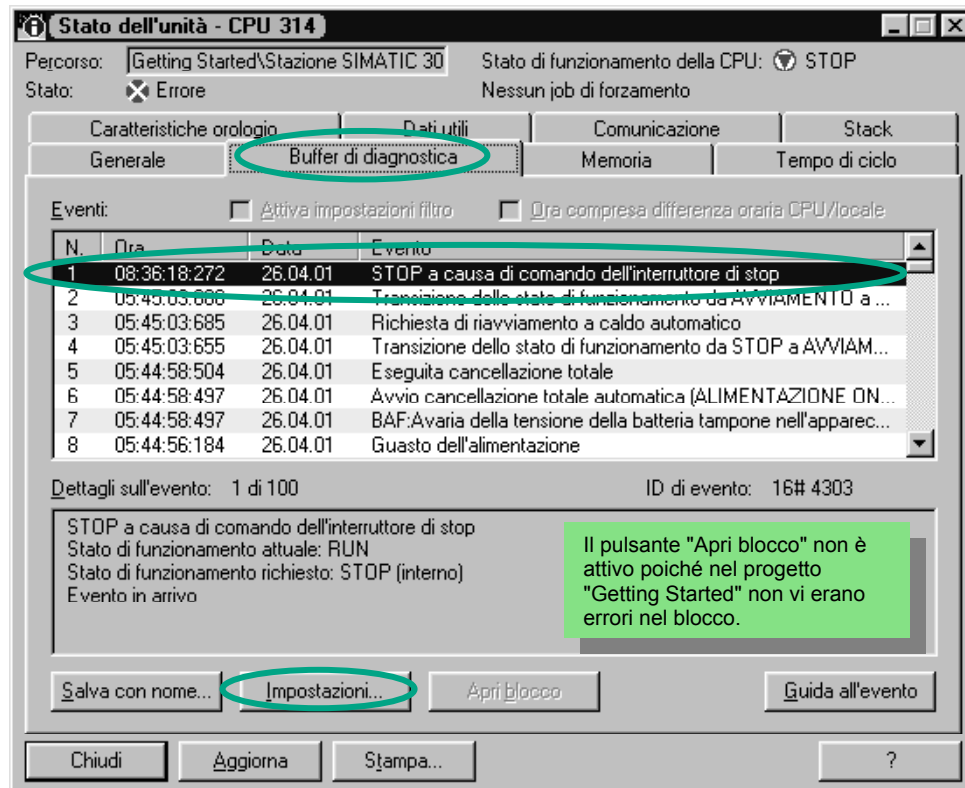 Stato dell'unità - CPU 314
Percorso: Getting Started\Stazione SIMATIC 30 Stato di funzionamento della CPU: STOP
Stato: Errore Nessun job di forzamento
Caratteristiche orologio Dati utili Comunicazione Stack
Generale Buffer di diagnostica Memoria Tempo di ciclo
Eventi: Attiva impostazioni filtro Ora compresa differenza oraria CPU/locale
N. Ora Data Evento
1 08:36:18:272 26.04.01 STOP a causa di comando dell'interruttore di stop
2 05:45:03:688 26.04.01 Transizione dello stato di funzionamento da AVVIAMENTO a ...
3 05:45:03:685 26.04.01 Richiesta di riavviamento a caldo automatico
4 05:45:03:655 26.04.01 Transizione dello stato di funzionamento da STOP a AVVIAM...
5 05:44:58:504 26.04.01 Eseguita cancellazione totale
6 05:44:58:497 26.04.01 Avvio cancellazione totale automatica (ALIMENTAZIONE ON...
7 05:44:58:497 26.04.01 BAF:Avaria della tensione della batteria tampone nell'apparec...
8 05:44:56:184 26.04.01 Guasto dell'alimentazione
Dettagli sull'evento: 1 di 100 ID di evento: 16# 4303
STOP a causa di comando dell'interruttore di stop
Stato di funzionamento attuale: RUN
Stato di funzionamento richiesto: STOP (interno)
Evento in arrivo
Il pulsante "Apri blocco" non è
attivo poiché nel progetto
"Getting Started" non vi erano
errori nel blocco.
Salva con nome... Impostazioni... Apri blocco Guida all'evento
Chiudi Aggiorna Stampa... ?